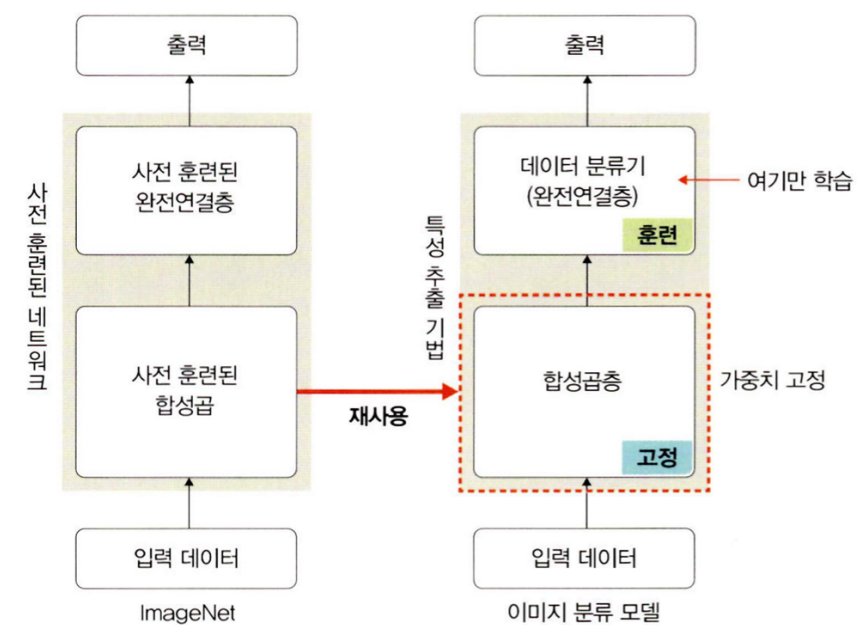 출력
사전 훈련된
완전연결층
사전 훈련된 네트워크
사전 훈련된
합성곱
입력 데이터
ImageNet
재사용
출력
데이터 분류기
(완전연결층)
훈련
여기만 학습
특성 추출 기법
합성곱층
고정
가중치 고정
입력 데이터
이미지 분류 모델